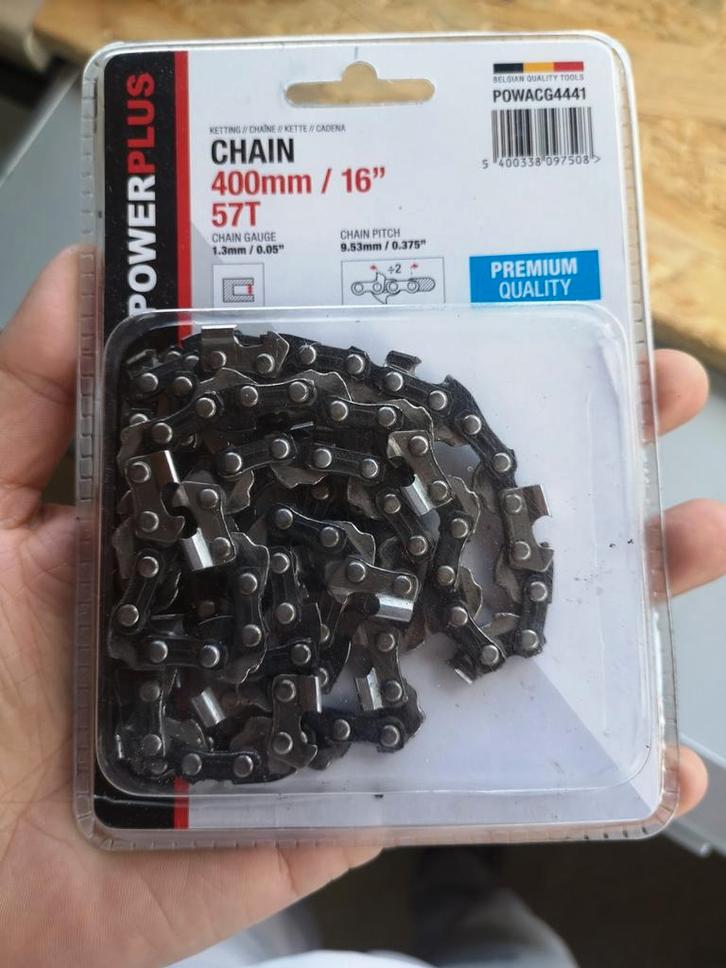 POWERPLUS
BELGIAN QUALITY TOOLS
POWACG4441
5 400338 097508 >
KETTING // CHAÎNE // KETTE // CADENA
CHAIN
400mm / 16”
57T
CHAIN GAUGE
1.3mm / 0.05”
CHAIN PITCH
9.53mm / 0.375”
÷2
PREMIUM
QUALITY